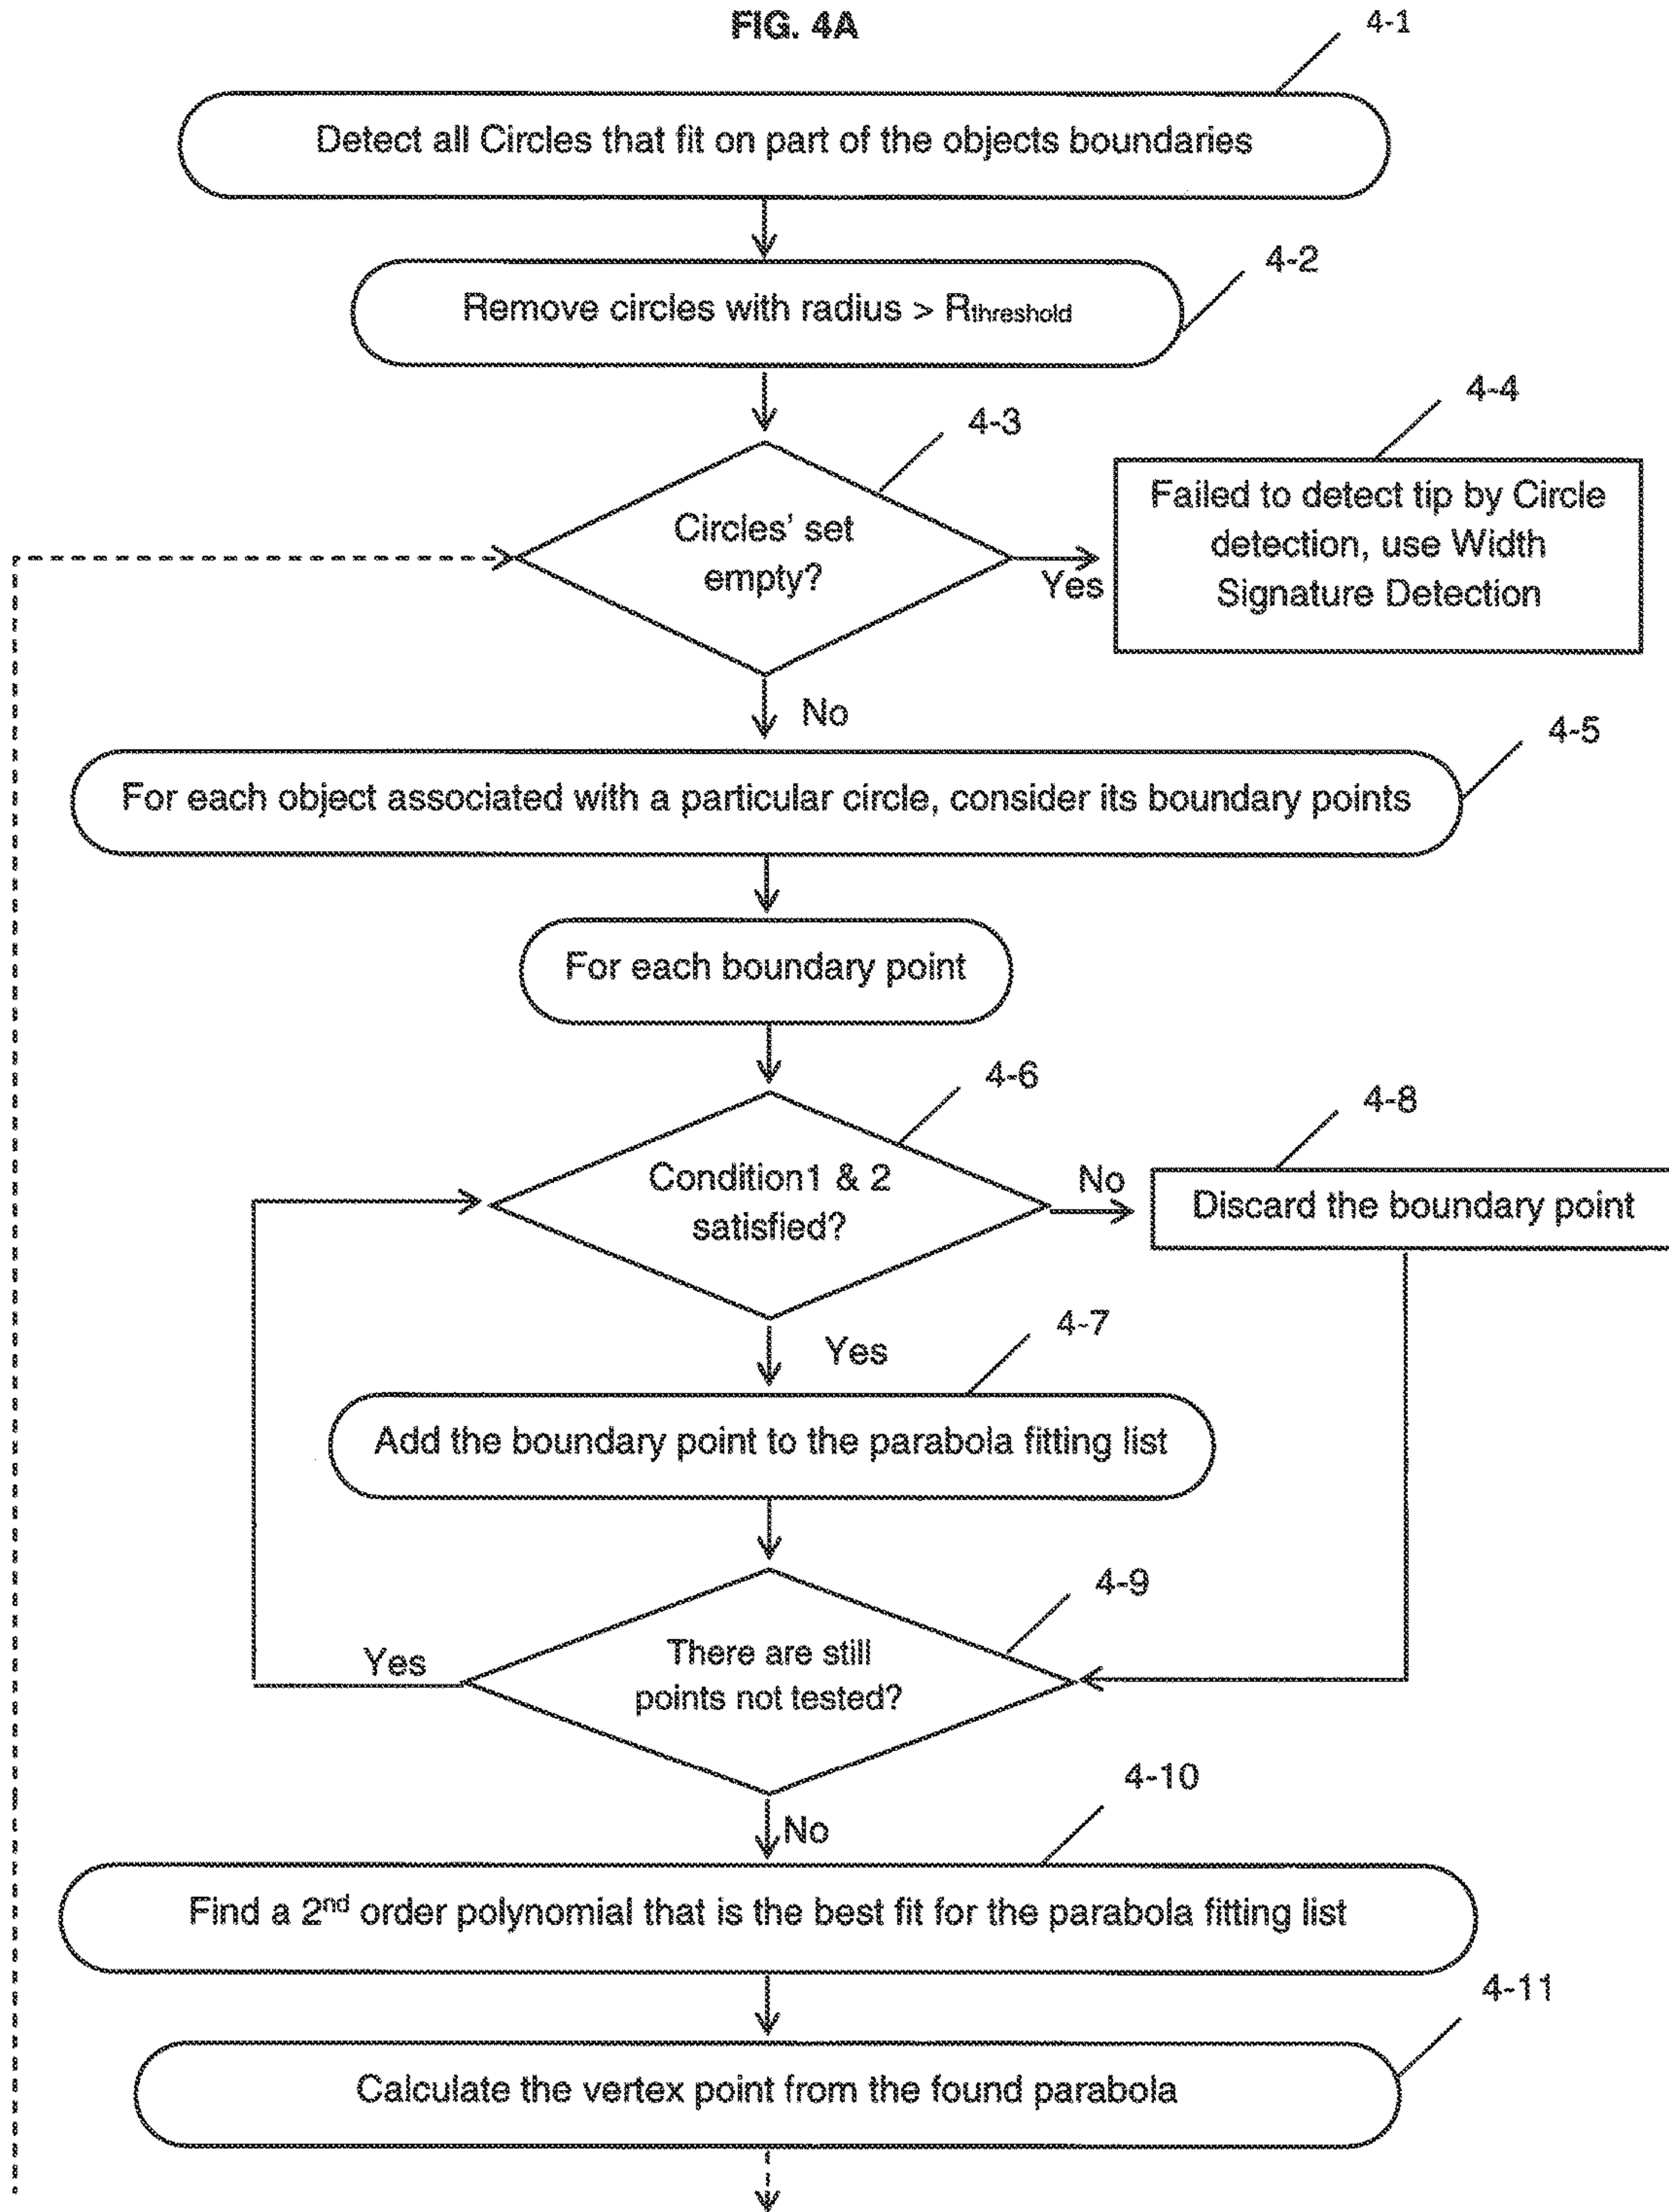 FIG. 4A
4-1
Detect all Circles that fit on part of the objects boundaries
4-2
Remove circles with radius > Rthreshold
4-3
4-4
Circles' set
empty?
Yes
Failed to detect tip by Circle
detection, use Width
Signature Detection
No
4-5
For each object associated with a particular circle, consider its boundary points
For each boundary point
4-6
4-8
Condition1 & 2
satisfied?
No
Discard the boundary point
Yes
4-7
Add the boundary point to the parabola fitting list
4-9
There are still
points not tested?
Yes
4-10
No
Find a 2nd order polynomial that is the best fit for the parabola fitting list
4-11
Calculate the vertex point from the found parabola